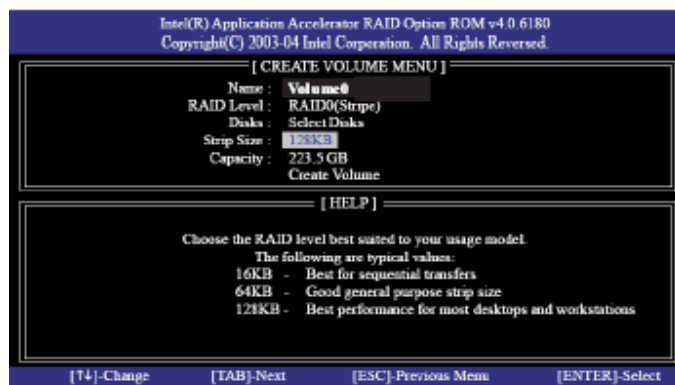 Intel(R) Application Accelerator RAID Option ROM v4.0.6180
Copyright(C) 2003-04 Intel Corporation. All Rights Reversed.
[ CREATE VOLUME MENU ]
Name : Volume0
RAID Level : RAID0(Stripe)
Disks : Select Disks
Strip Size : 128KB
Capacity : 223.5 GB
Create Volume
[ HELP ]
Choose the RAID level best suited to your usage model.
The following are typical values:
16KB - Best for sequential transfers
64KB - Good general purpose strip size
128KB - Best performance for most desktops and workstations
[↑↓]-Change [TAB]-Next [ESC]-Previous Menu [ENTER]-Select